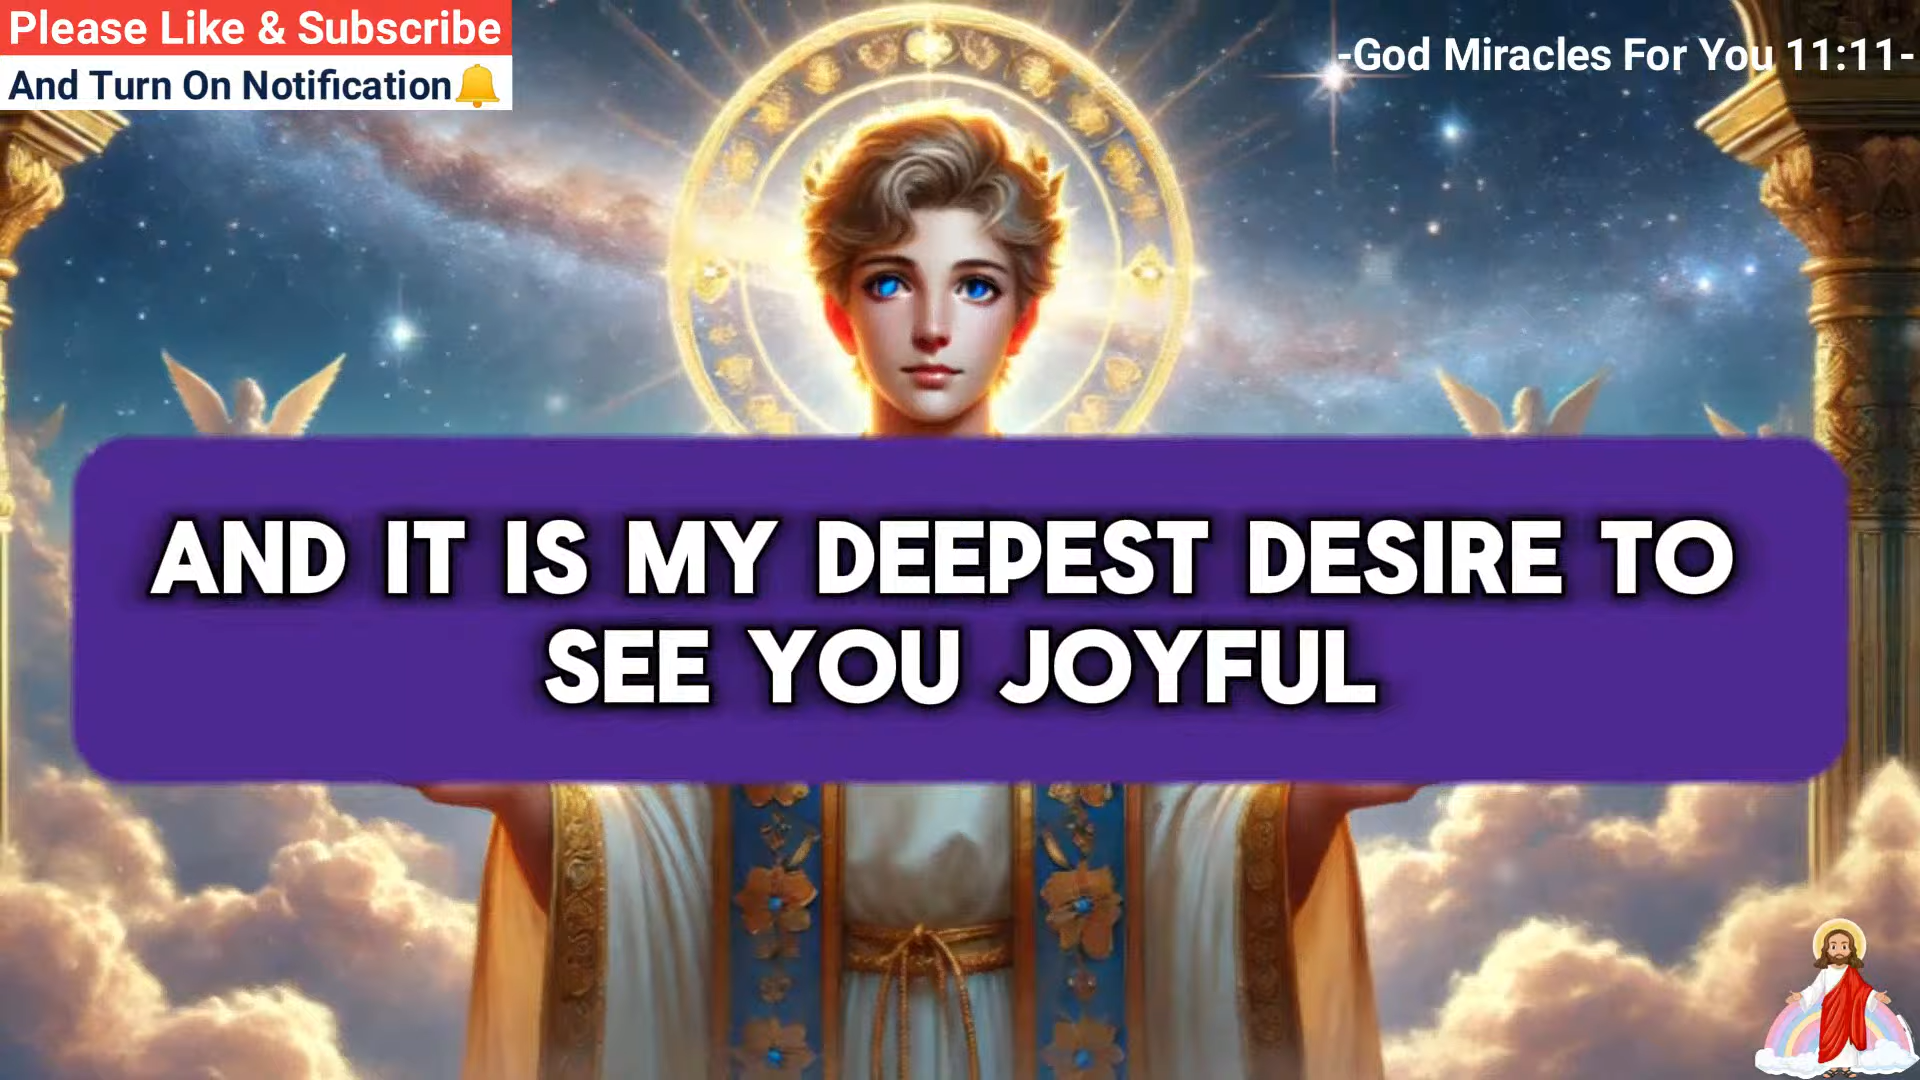 Please Like & Subscribe
And Turn On Notification🔔
-God Miracles For You 11:11-
AND IT IS MY DEEPEST DESIRE TO
SEE YOU JOYFUL